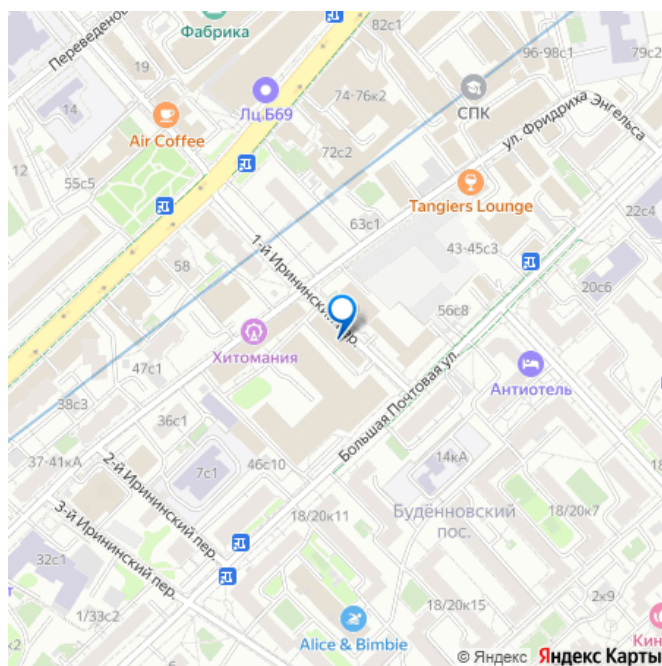 Фабрика
82с1
Переведенов
79с2
96-98с1
19
74-76к2
СПК
Лц Б69
14
ул. Фридриха Энгельса
Air Coffee
72с2
12
55с5
Tangiers Lounge
22с4
63с1
1-й Ирининский пер.
43-45с3
58
20с6
56с8
Хитомания
47с1
Антиотель
38с3
Большая Почтовая ул.
36с1
14кА
37-41кА
2-й Ирининский пер.
7с1
46с10
18/20к11
Будённовский
пос.
18/20к7
3-й Ирининский пер.
32с1
т
2к9
1/33с2
18/20к15
к2
Alice & Bimbie
Кин
© Яндекс Яндекс Карты